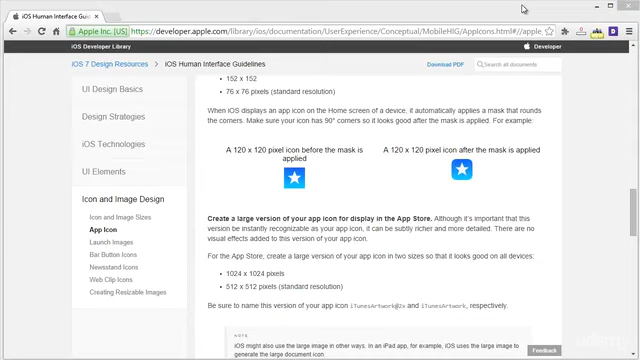 iOS Human Interface Guid
Apple Inc. [US]
https://developer.apple.com/library/ios/documentation/UserExperience/Conceptual/MobileHIG/AppIcons.html#//apple_
iOS Developer Library
Developer
iOS 7 Design Resources
iOS Human Interface Guidelines
Download PDF
Search all documents
UI Design Basics
Design Strategies
iOS Technologies
UI Elements
Icon and Image Design
Icon and Image Sizes
App Icon
Launch Images
Bar Button Icons
Newsstand Icons
Web Clip Icons
Creating Resizable Images
• 152 x 152
• 76 x 76 pixels (standard resolution)
When iOS displays an app icon on the Home screen of a device, it automatically applies a mask that rounds
the corners. Make sure your icon has 90° corners so it looks good after the mask is applied. For example:
A 120 x 120 pixel icon before the mask is
applied
A 120 x 120 pixel icon after the mask is applied
Create a large version of your app icon for display in the App Store. Although it's important that this
version be instantly recognizable as your app icon, it can be subtly richer and more detailed. There are no
visual effects added to this version of your app icon.
For the App Store, create a large version of your app icon in two sizes so that it looks good on all devices:
• 1024 x 1024 pixels
• 512 x 512 pixels (standard resolution)
Be sure to name this version of your app icon iTunesArtwork@2x and iTunesArtwork, respectively.
NOTE
iOS might also use the large image in other ways. In an iPad app, for example, iOS uses the large image to
generate the large document icon
Feedback
udemy